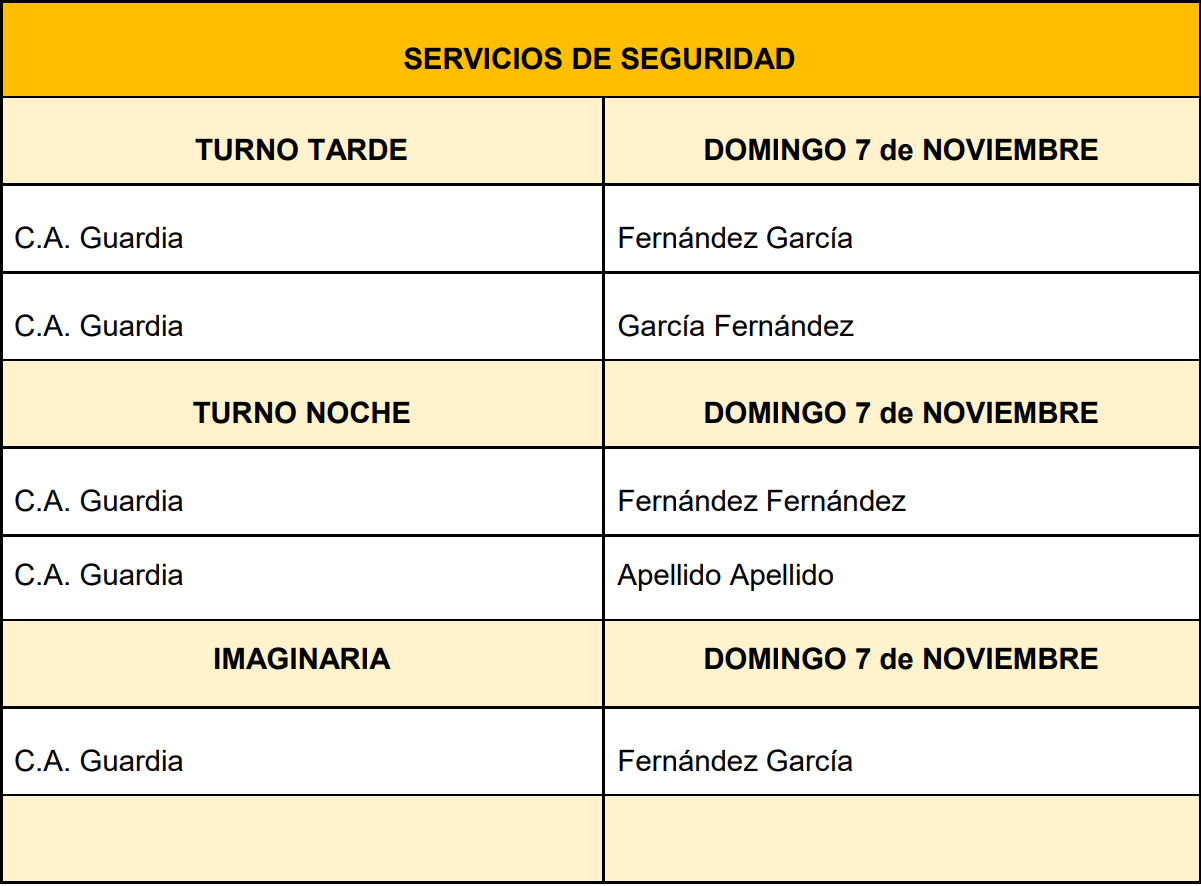 SERVICIOS DE SEGURIDAD
TURNO TARDE DOMINGO 7 de NOVIEMBRE
C.A. Guardia Fernández García
C.A. Guardia García Fernández
TURNO NOCHE DOMINGO 7 de NOVIEMBRE
C.A. Guardia Fernández Fernández
C.A. Guardia Apellido Apellido
IMAGINARIA DOMINGO 7 de NOVIEMBRE
C.A. Guardia Fernández García